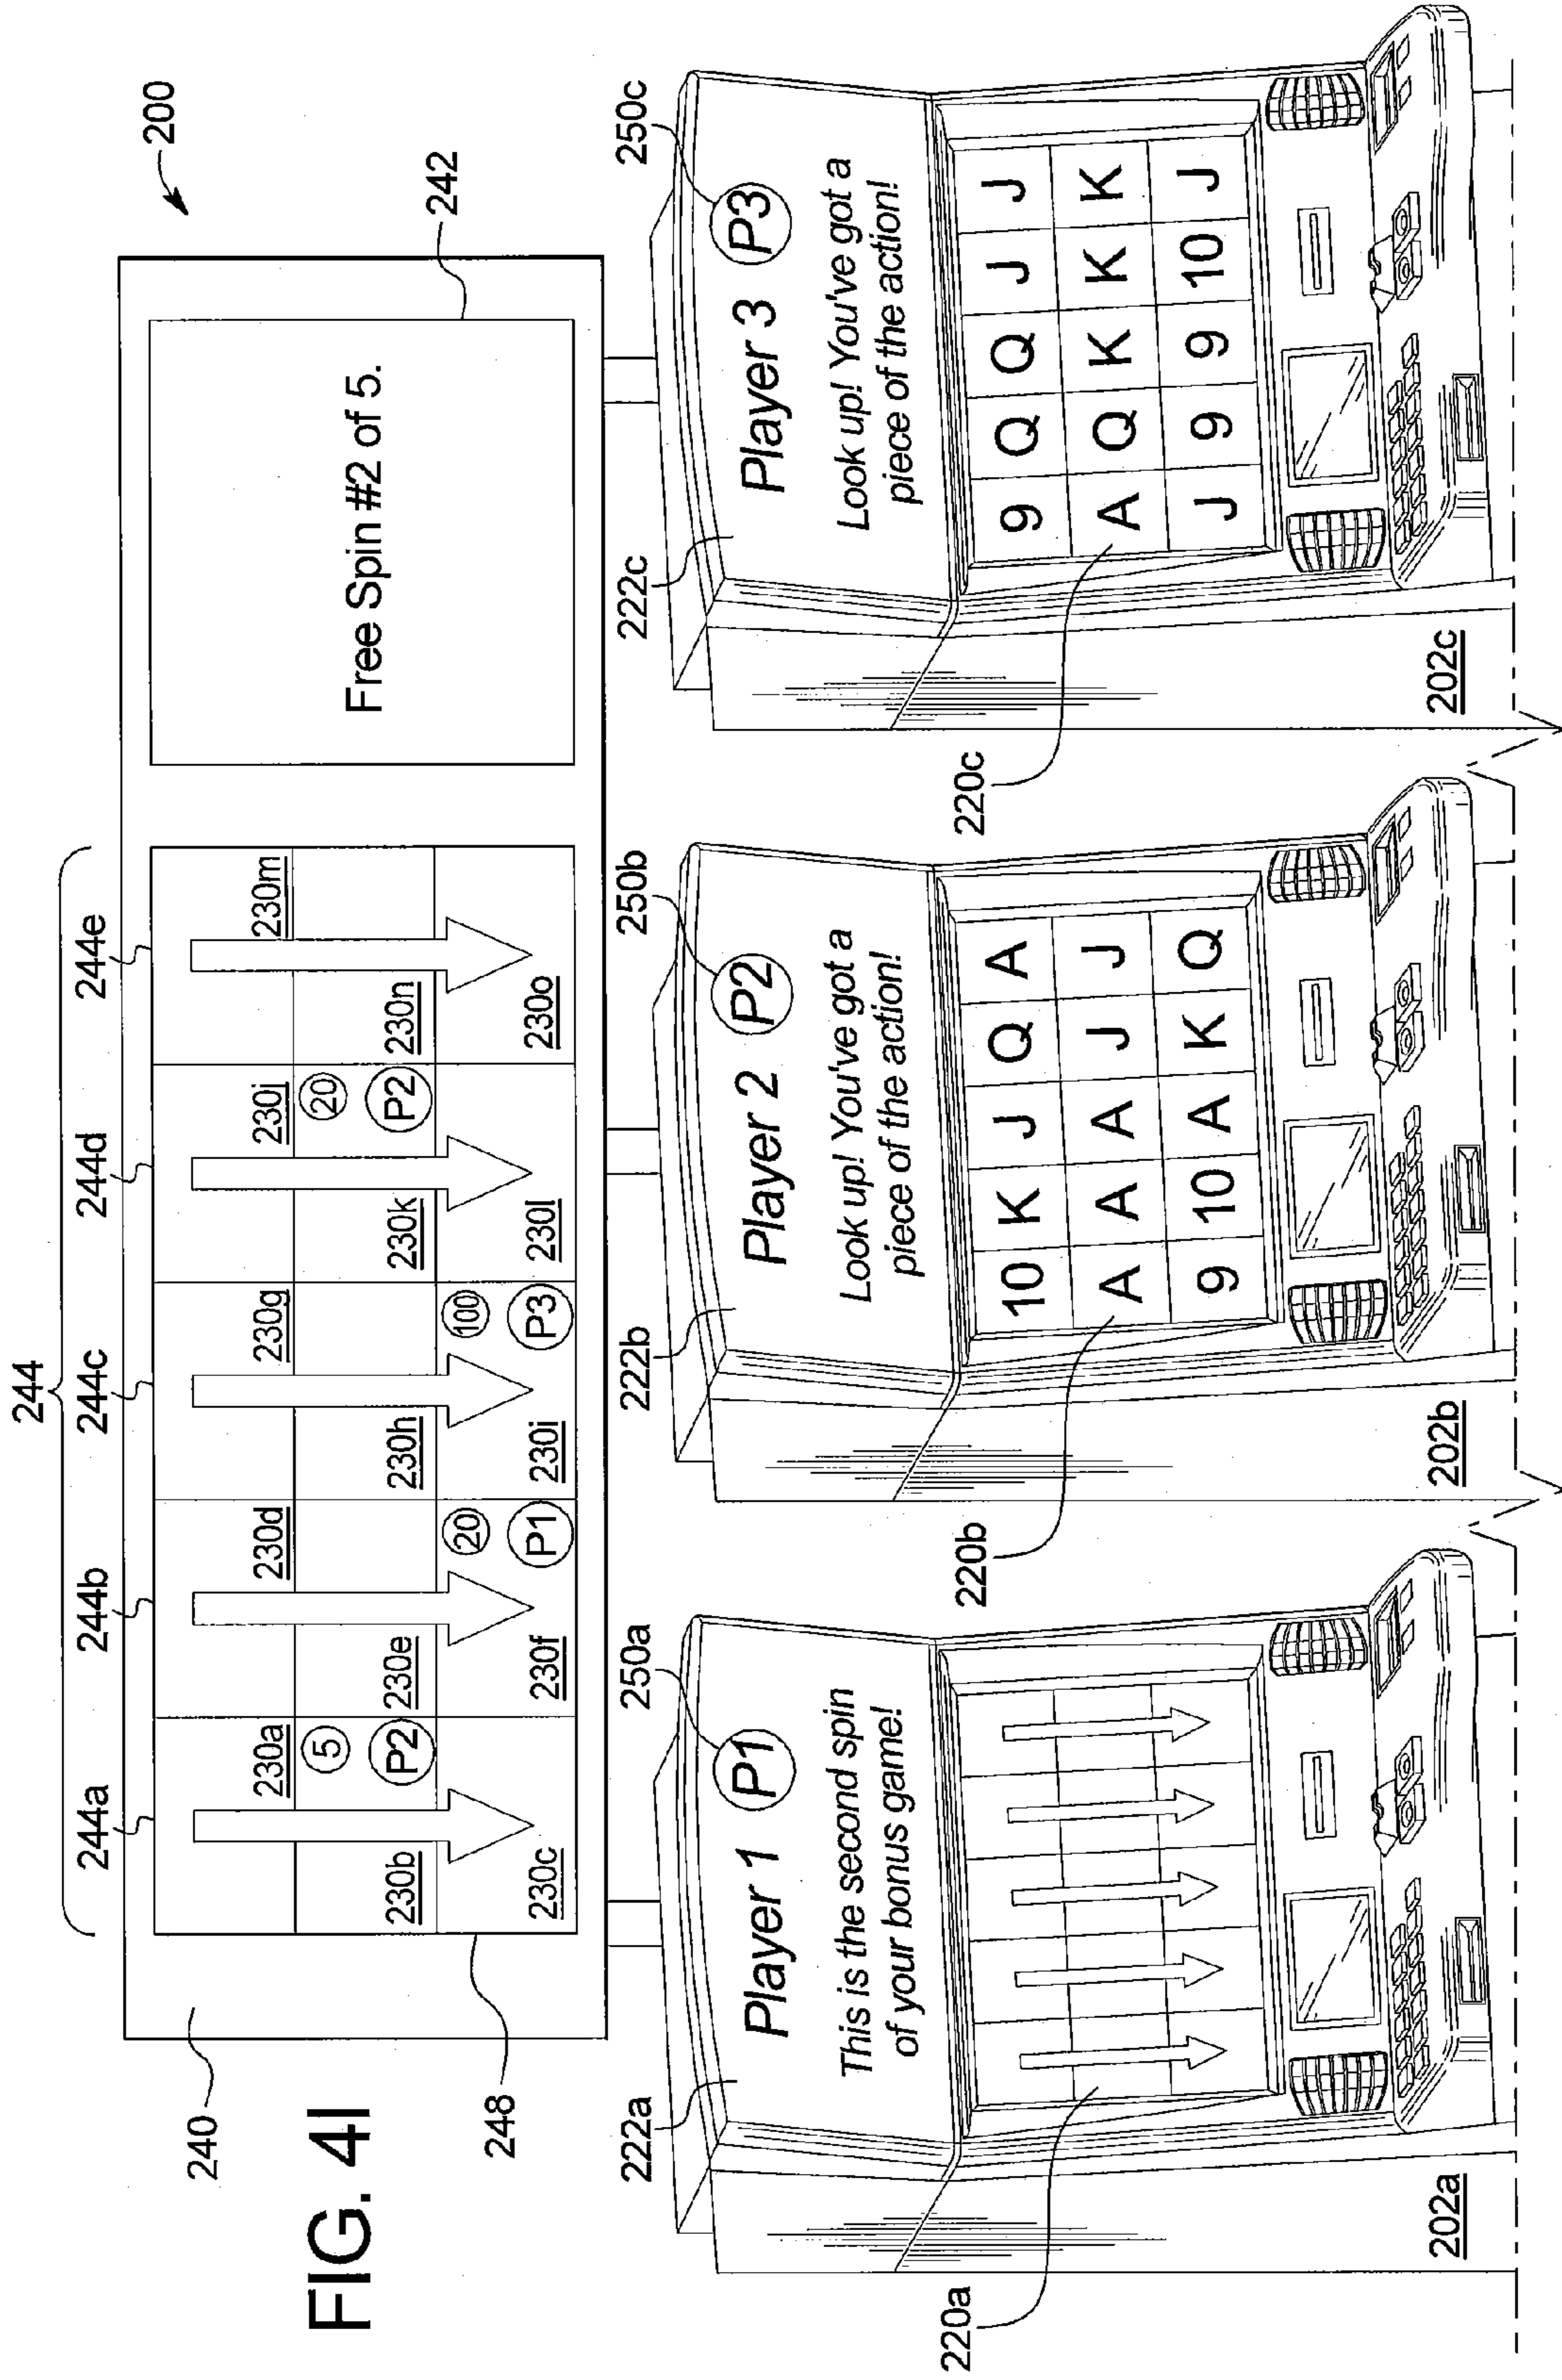 FIG. 4I
200
244
244a 244b 244c 244d 244e
240
242
248
230a 230d 230g 230j 230m
5 20
230b P2 230e 230h 230k P2 230n
20 100
230c 230f P1 230i P3 230l 230o
Free Spin #2 of 5.
222a 250a
Player 1 P1
This is the second spin
of your bonus game!
220a
202a
222b 250b
Player 2 P2
Look up! You've got a
piece of the action!
10 K J Q A
A A A J J
9 10 A K Q
220b
202b
222c 250c
Player 3 P3
Look up! You've got a
piece of the action!
9 Q Q J J
A Q K K K
J 9 9 10 J
220c
202c